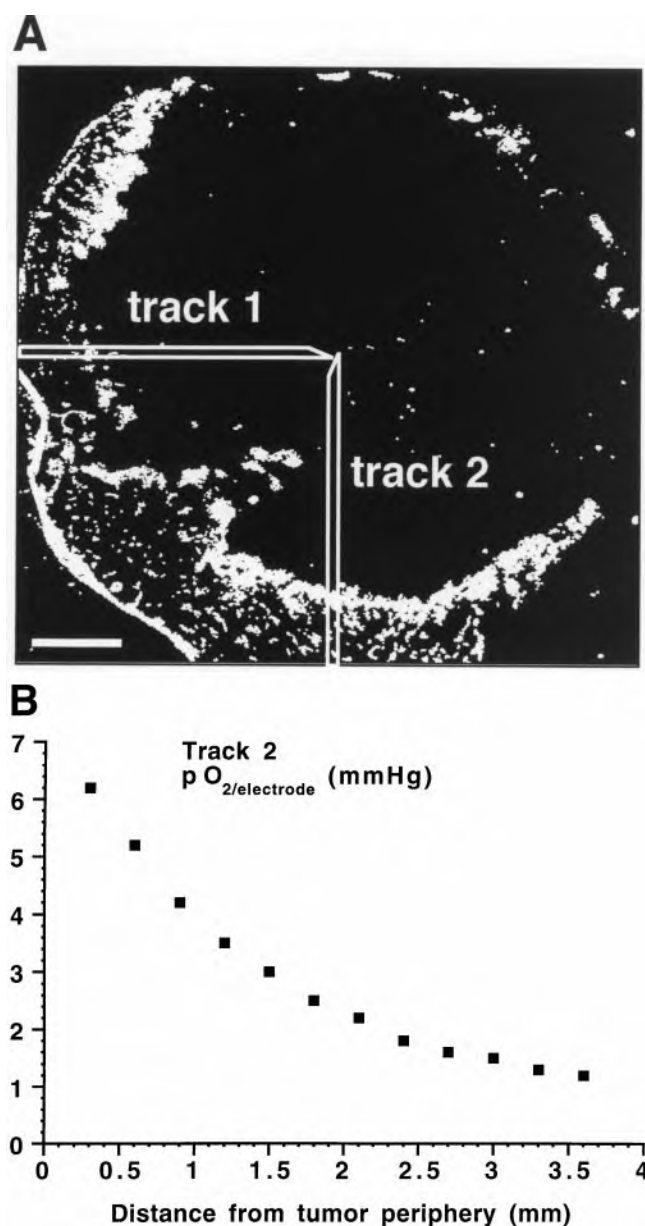 A
track 1
track 2
B
Track 2
pO2/electrode (mmHg)
7
6
5
4
3
2
1
0
0 0.5 1 1.5 2 2.5 3 3.5 4
Distance from tumor periphery (mm)